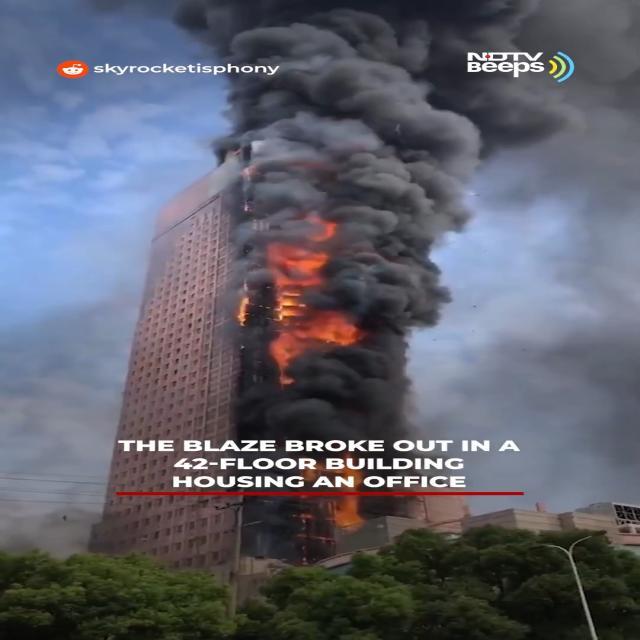 skyrocketisphony
NDTV
Beeps
THE BLAZE BROKE OUT IN A
42-FLOOR BUILDING
HOUSING AN OFFICE